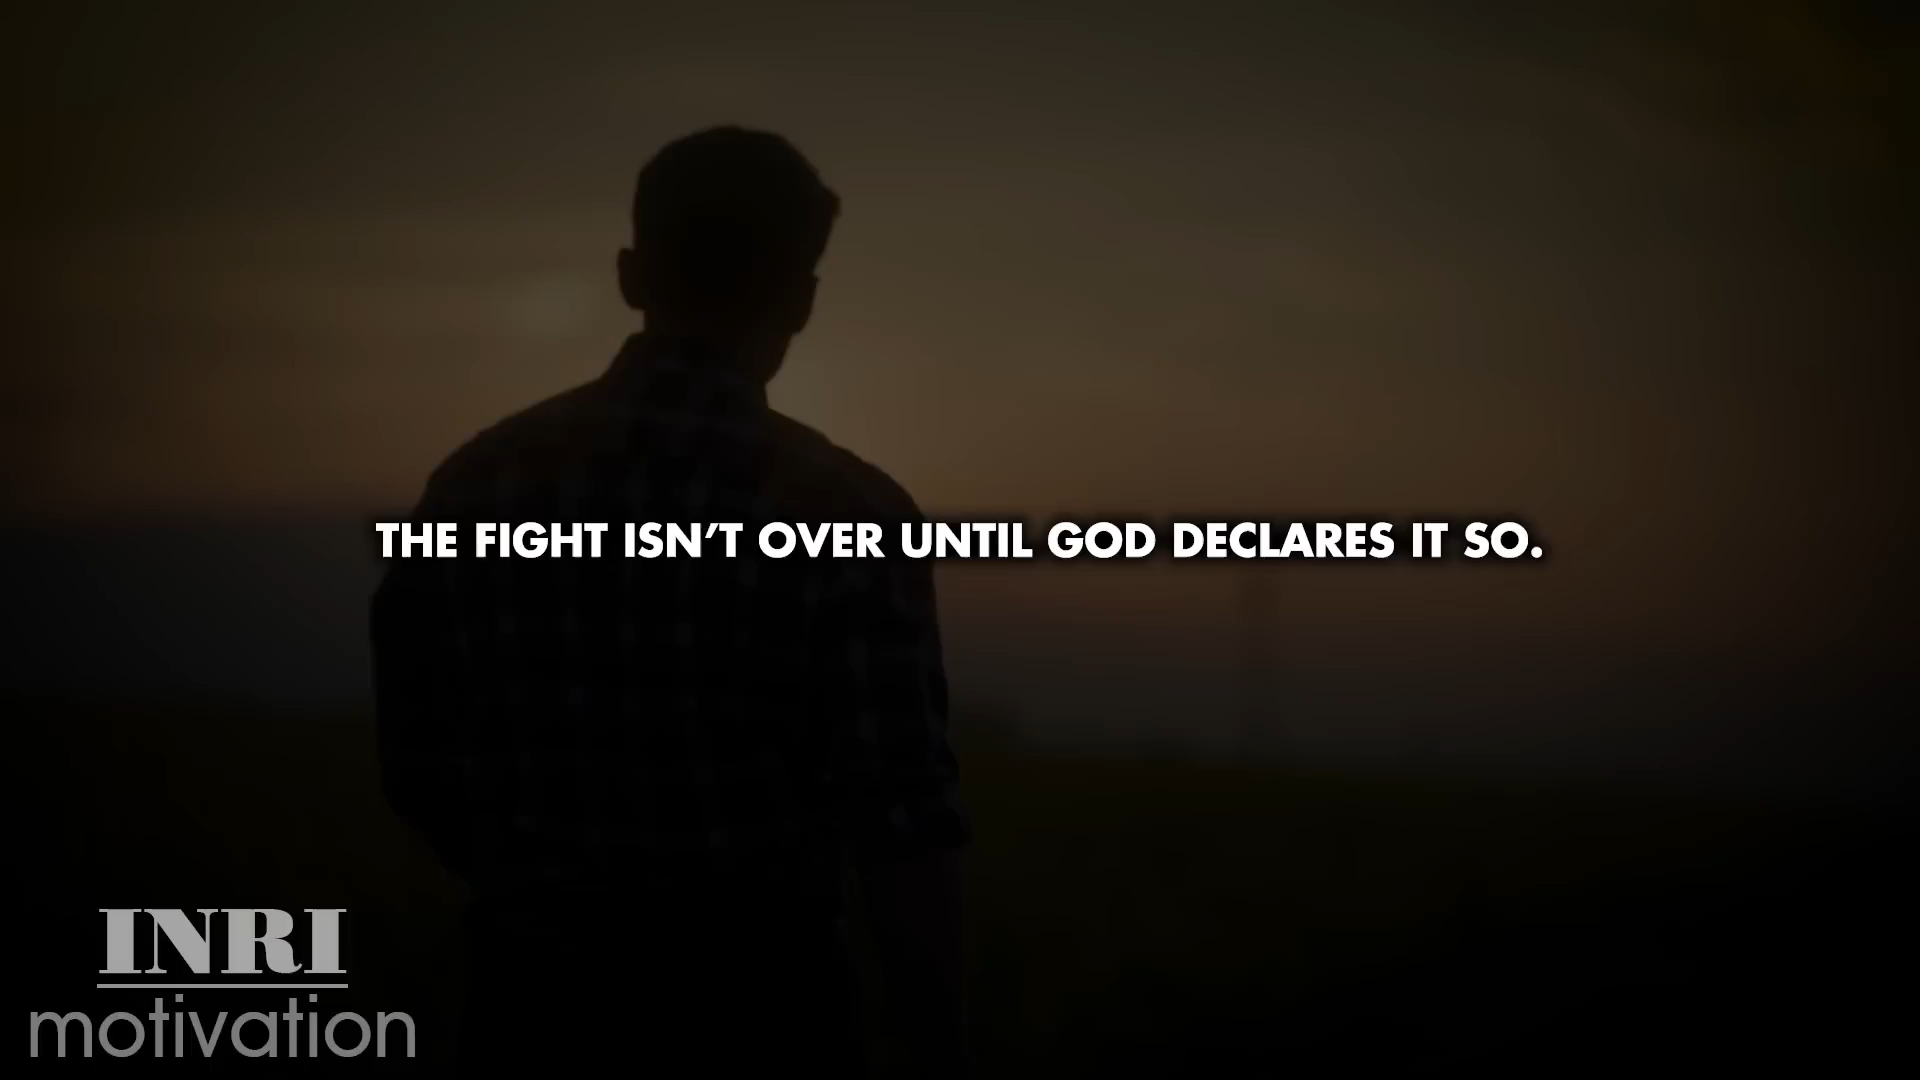 THE FIGHT ISN’T OVER UNTIL GOD DECLARES IT SO.
INRI
motivation